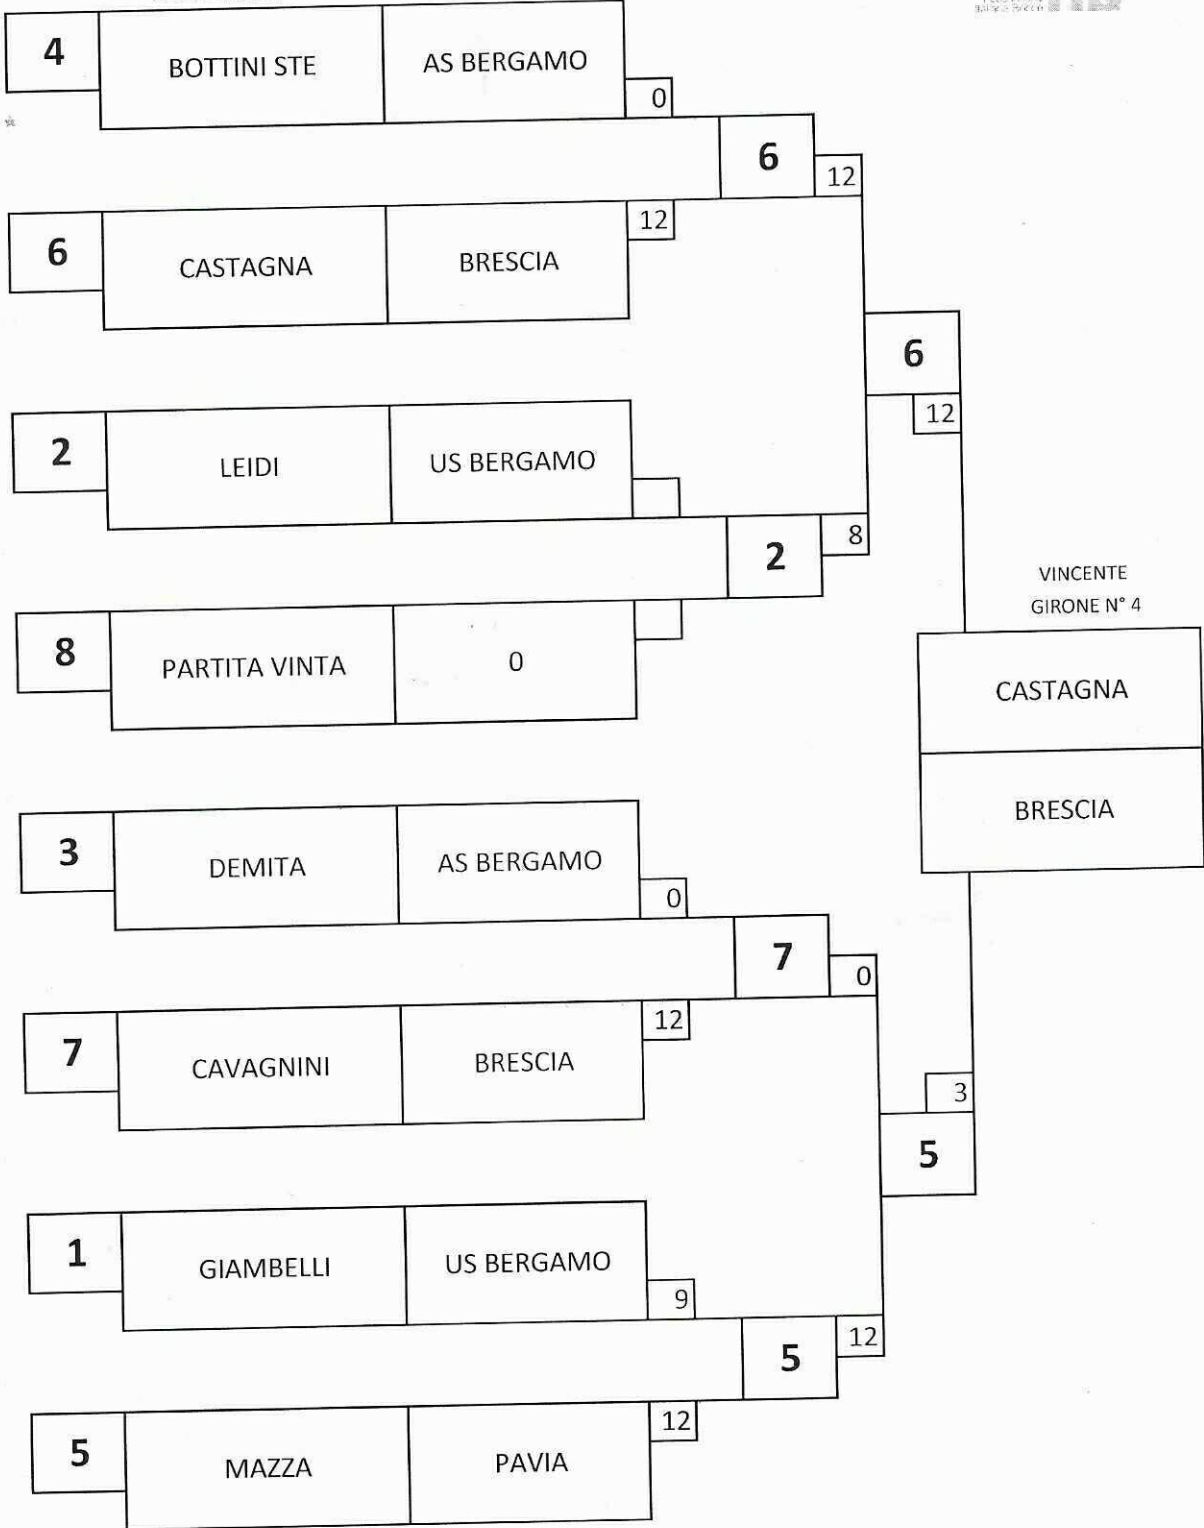 4 BOTTINI STE AS BERGAMO
0
6
12
12
6 CASTAGNA BRESCIA
6
12
2 LEIDI US BERGAMO
2
8
8 PARTITA VINTA 0
VINCENTE
GIRONE N° 4
CASTAGNA
BRESCIA
3 DEMITA AS BERGAMO
0
7
0
12
7 CAVAGNINI BRESCIA
3
5
1 GIAMBELLI US BERGAMO
9
5
12
12
5 MAZZA PAVIA